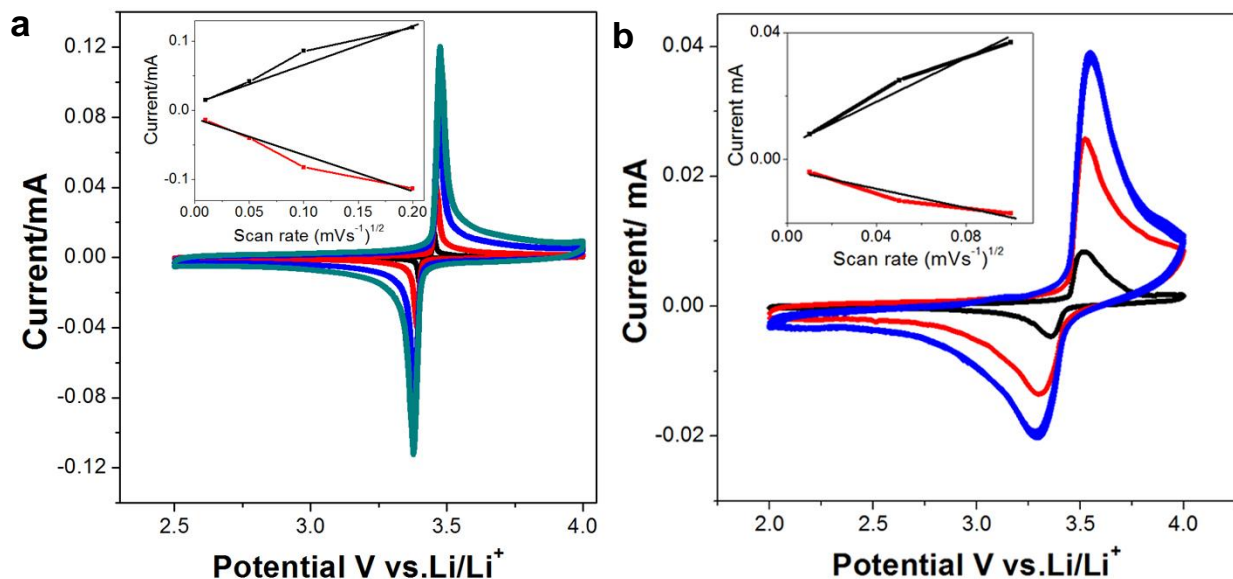 a
0.12
0.08
0.04
0.00
-0.04
-0.08
-0.12
Current/mA
2.5 3.0 3.5 4.0
Potential V vs.Li/Li⁺
0.1
0.0
-0.1
Current/mA
0.00 0.05 0.10 0.15 0.20
Scan rate (mVs⁻¹)¹/²
b
0.04
0.02
0.00
-0.02
Current/ mA
2.0 2.5 3.0 3.5 4.0
Potential V vs.Li/Li⁺
0.04
0.00
Current mA
0.00 0.04 0.08
Scan rate (mVs⁻¹)¹/²